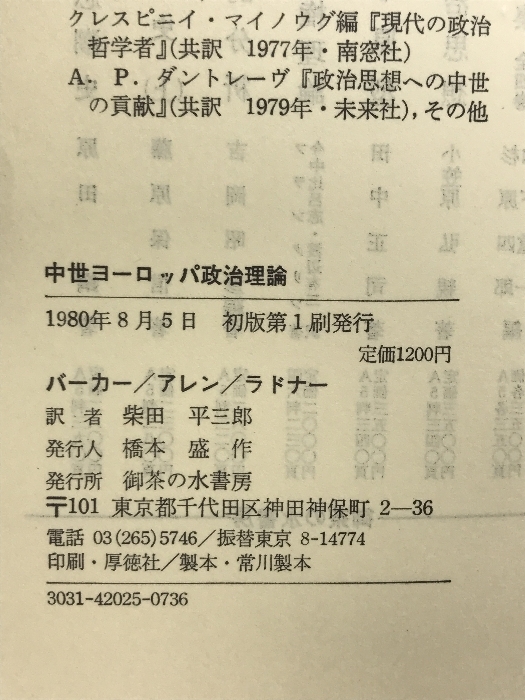 クレスピニイ・マイノウグ編『現代の政治
哲学者』(共訳 1977年・南窓社)
A. P. ダントレーヴ『政治思想への中世
の貢献』(共訳 1979年・未来社), その他
中世ヨーロッパ政治理論
1980年8月5日 初版第1刷発行
定価1200円
バーカー/アレン/ラドナー
訳 者 柴田 平三郎
発行人 橋本 盛作
発行所 御茶の水書房
〒101 東京都千代田区神田神保町 2―36
電話 03(265)5746/振替東京 8-14774
印刷・厚徳社/製本・常川製本
3031-42025-0736